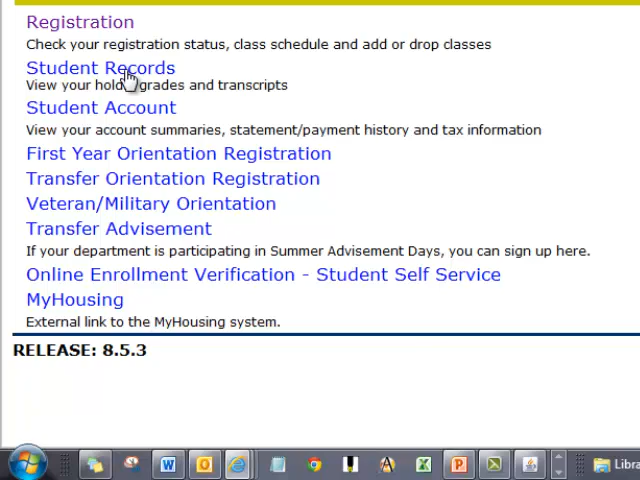 Registration
Check your registration status, class schedule and add or drop classes
Student Records
View your hold grades and transcripts
Student Account
View your account summaries, statement/payment history and tax information
First Year Orientation Registration
Transfer Orientation Registration
Veteran/Military Orientation
Transfer Advisement
If your department is participating in Summer Advisement Days, you can sign up here.
Online Enrollment Verification - Student Self Service
MyHousing
External link to the MyHousing system.
RELEASE: 8.5.3
Libra